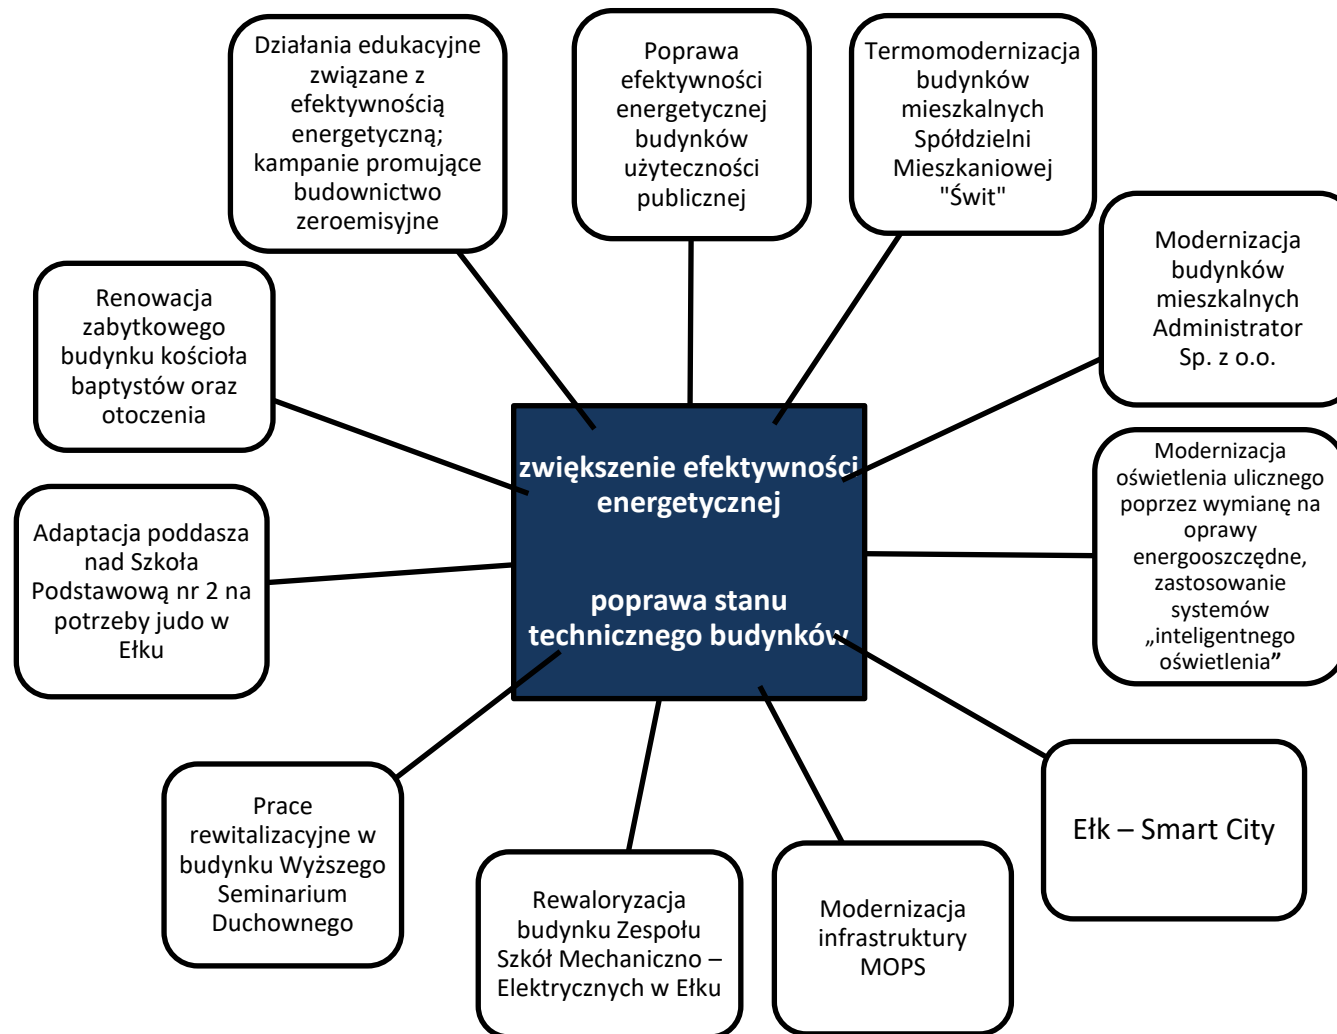 Działania edukacyjne
związane z
efektywnością
energetyczną;
kampanie promujące
budownictwo
zeroemisyjne
Poprawa
efektywności
energetycznej
budynków
użyteczności
publicznej
Termomodernizacja
budynków
mieszkalnych
Spółdzielni
Mieszkaniowej
"Świt"
Modernizacja
budynków
mieszkalnych
Administrator
Sp. z o.o.
Renowacja
zabytkowego
budynku kościoła
baptystów oraz
otoczenia
zwiększenie efektywności
energetycznej
poprawa stanu
technicznego budynków
Modernizacja
oświetlenia ulicznego
poprzez wymianę na
oprawy
energooszczędne,
zastosowanie
systemów
„inteligentnego
oświetlenia”
Adaptacja poddasza
nad Szkoła
Podstawową nr 2 na
potrzeby judo w
Ełku
Prace
rewitalizacyjne w
budynku Wyższego
Seminarium
Duchownego
Rewaloryzacja
budynku Zespołu
Szkół Mechaniczno –
Elektrycznych w Ełku
Modernizacja
infrastruktury
MOPS
Ełk – Smart City